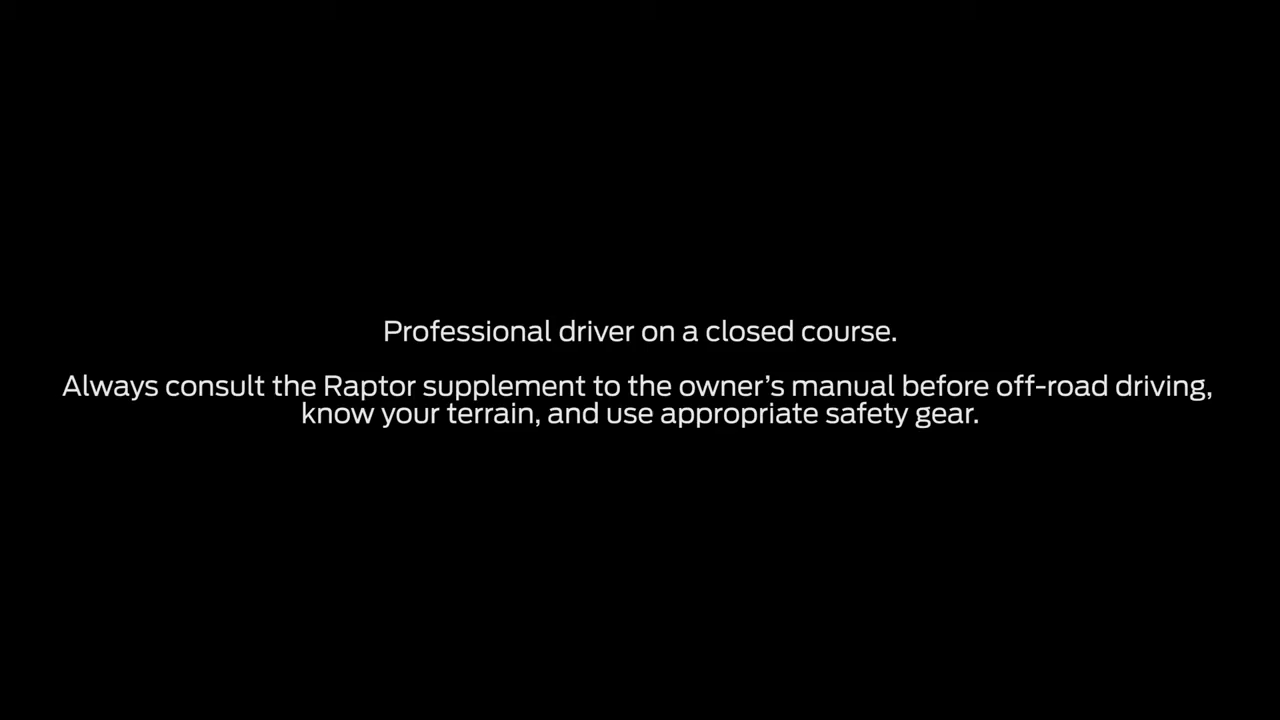 Professional driver on a closed course.
Always consult the Raptor supplement to the owner’s manual before off-road driving,
know your terrain, and use appropriate safety gear.